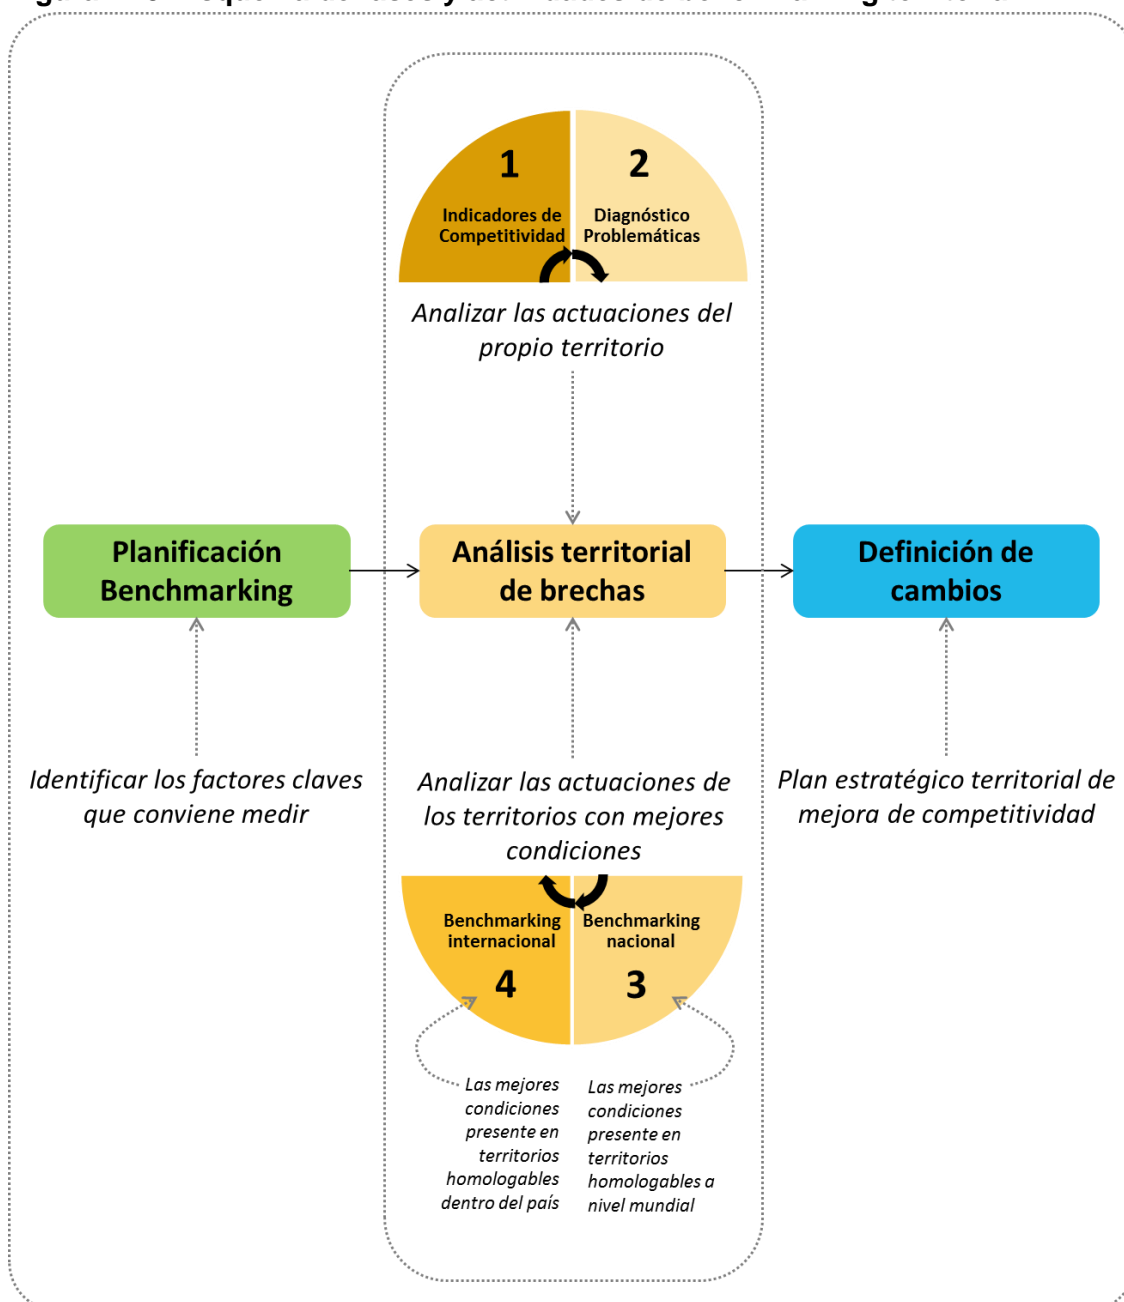 1
Indicadores de
Competitividad
2
Diagnóstico
Problemáticas
Analizar las actuaciones del
propio territorio
Planificación
Benchmarking
Análisis territorial
de brechas
Definición de
cambios
Identificar los factores claves
que conviene medir
Analizar las actuaciones de
los territorios con mejores
condiciones
Plan estratégico territorial de
mejora de competitividad
Benchmarking
internacional
4
Benchmarking
nacional
3
Las mejores
condiciones
presente en
territorios
homologables
dentro del país
Las mejores
condiciones
presente en
territorios
homologables a
nivel mundial